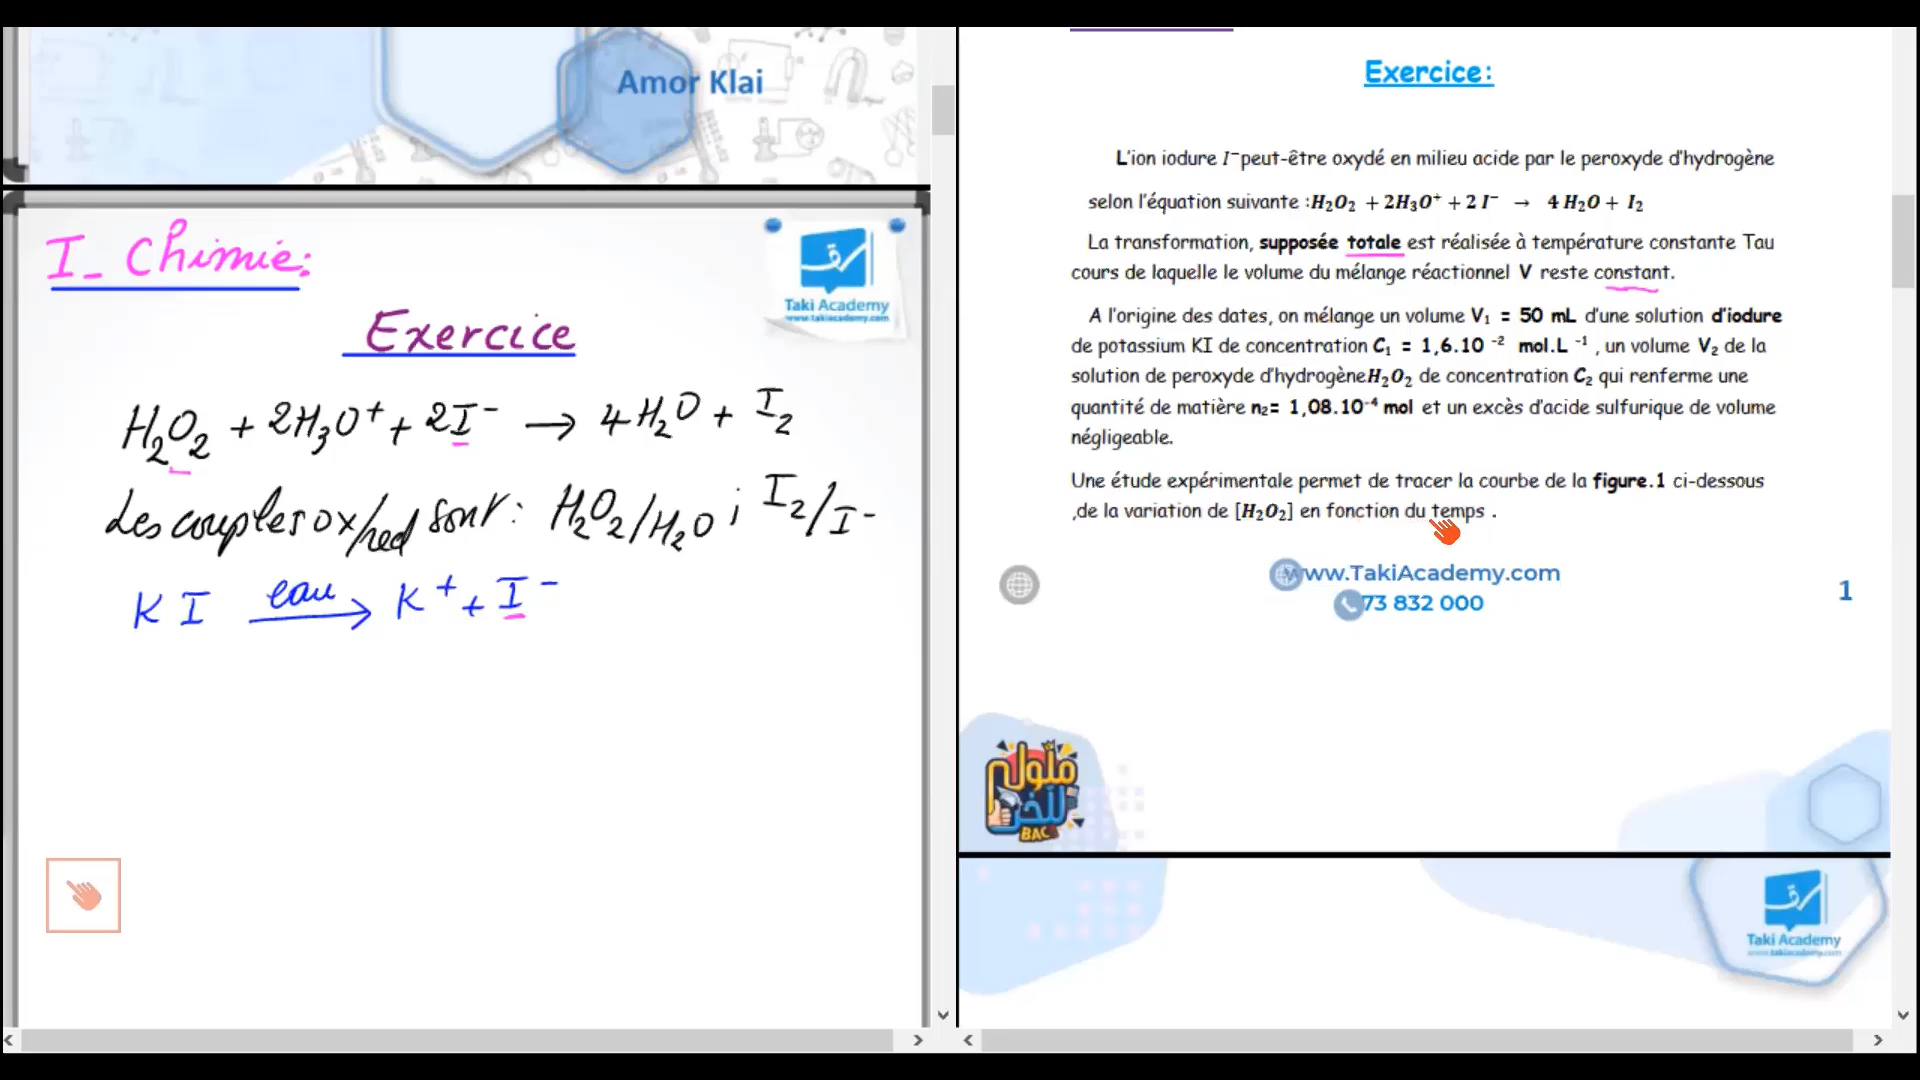 Amor Klai
I_ Chimie:
Taki Academy
www.takiacademy.com
Exercice
H₂O₂ + 2H₃O⁺ + 2I⁻ → 4H₂O + I₂
Les couples ox/red sont : H₂O₂/H₂O ; I₂/I⁻
KI eau → K⁺ + I⁻
Exercice:
L'ion iodure I⁻peut-être oxydé en milieu acide par le peroxyde d'hydrogène
selon l'équation suivante :H₂O₂ + 2H₃O⁺ + 2 I⁻ → 4 H₂O + I₂
La transformation, supposée totale est réalisée à température constante Tau
cours de laquelle le volume du mélange réactionnel V reste constant.
A l'origine des dates, on mélange un volume V₁ = 50 mL d'une solution d'iodure
de potassium KI de concentration C₁ = 1,6.10 ⁻² mol.L ⁻¹ , un volume V₂ de la
solution de peroxyde d'hydrogèneH₂O₂ de concentration C₂ qui renferme une
quantité de matière n₂= 1,08.10⁻⁴ mol et un excès d'acide sulfurique de volume
négligeable.
Une étude expérimentale permet de tracer la courbe de la figure.1 ci-dessous
,de la variation de [H₂O₂] en fonction du temps .
www.TakiAcademy.com
73 832 000
1
BAC
Taki Academy
www.takiacademy.com